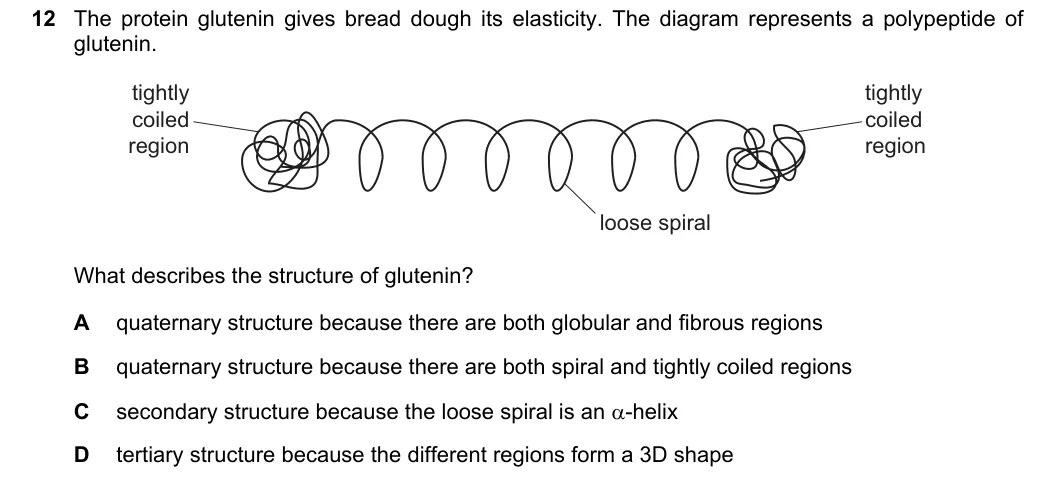 12 The protein glutenin gives bread dough its elasticity. The diagram represents a polypeptide of
glutenin.
tightly
coiled
region
tightly
coiled
region
loose spiral
What describes the structure of glutenin?
A quaternary structure because there are both globular and fibrous regions
B quaternary structure because there are both spiral and tightly coiled regions
C secondary structure because the loose spiral is an α-helix
D tertiary structure because the different regions form a 3D shape